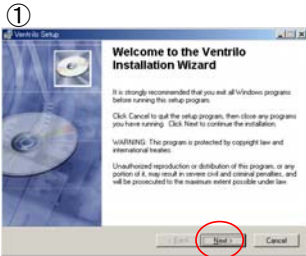 ①
Ventrilo Setup
Welcome to the Ventrilo
Installation Wizard
It is strongly recommended that you exit all Windows programs
before running this setup program.
Click Cancel to quit the setup program, then close any programs
you have running. Click Next to continue the installation.
WARNING: This program is protected by copyright law and
international treaties.
Unauthorized reproduction or distribution of this program, or any
portion of it, may result in severe civil and criminal penalties, and
will be prosecuted to the maximum extent possible under law.
< Back Next > Cancel